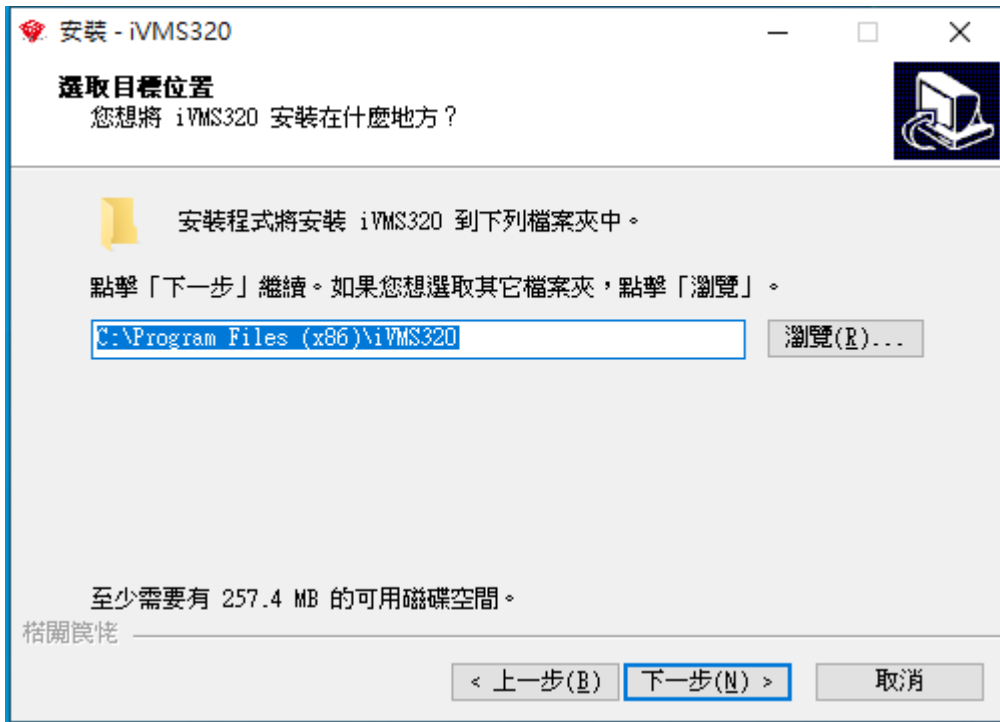 安裝 - iVMS320
選取目標位置
您想將 iVMS320 安裝在什麼地方？
安裝程式將安裝 iVMS320 到下列檔案夾中。
點擊「下一步」繼續。如果您想選取其它檔案夾，點擊「瀏覽」。
C:\Program Files (x86)\iVMS320
瀏覽(R)...
至少需要有 257.4 MB 的可用磁碟空間。
< 上一步(B)
下一步(N) >
取消